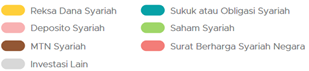 Reksa Dana Syariah
Sukuk atau Obligasi Syariah
Deposito Syariah
Saham Syariah
MTN Syariah
Surat Berharga Syariah Negara
Investasi Lain